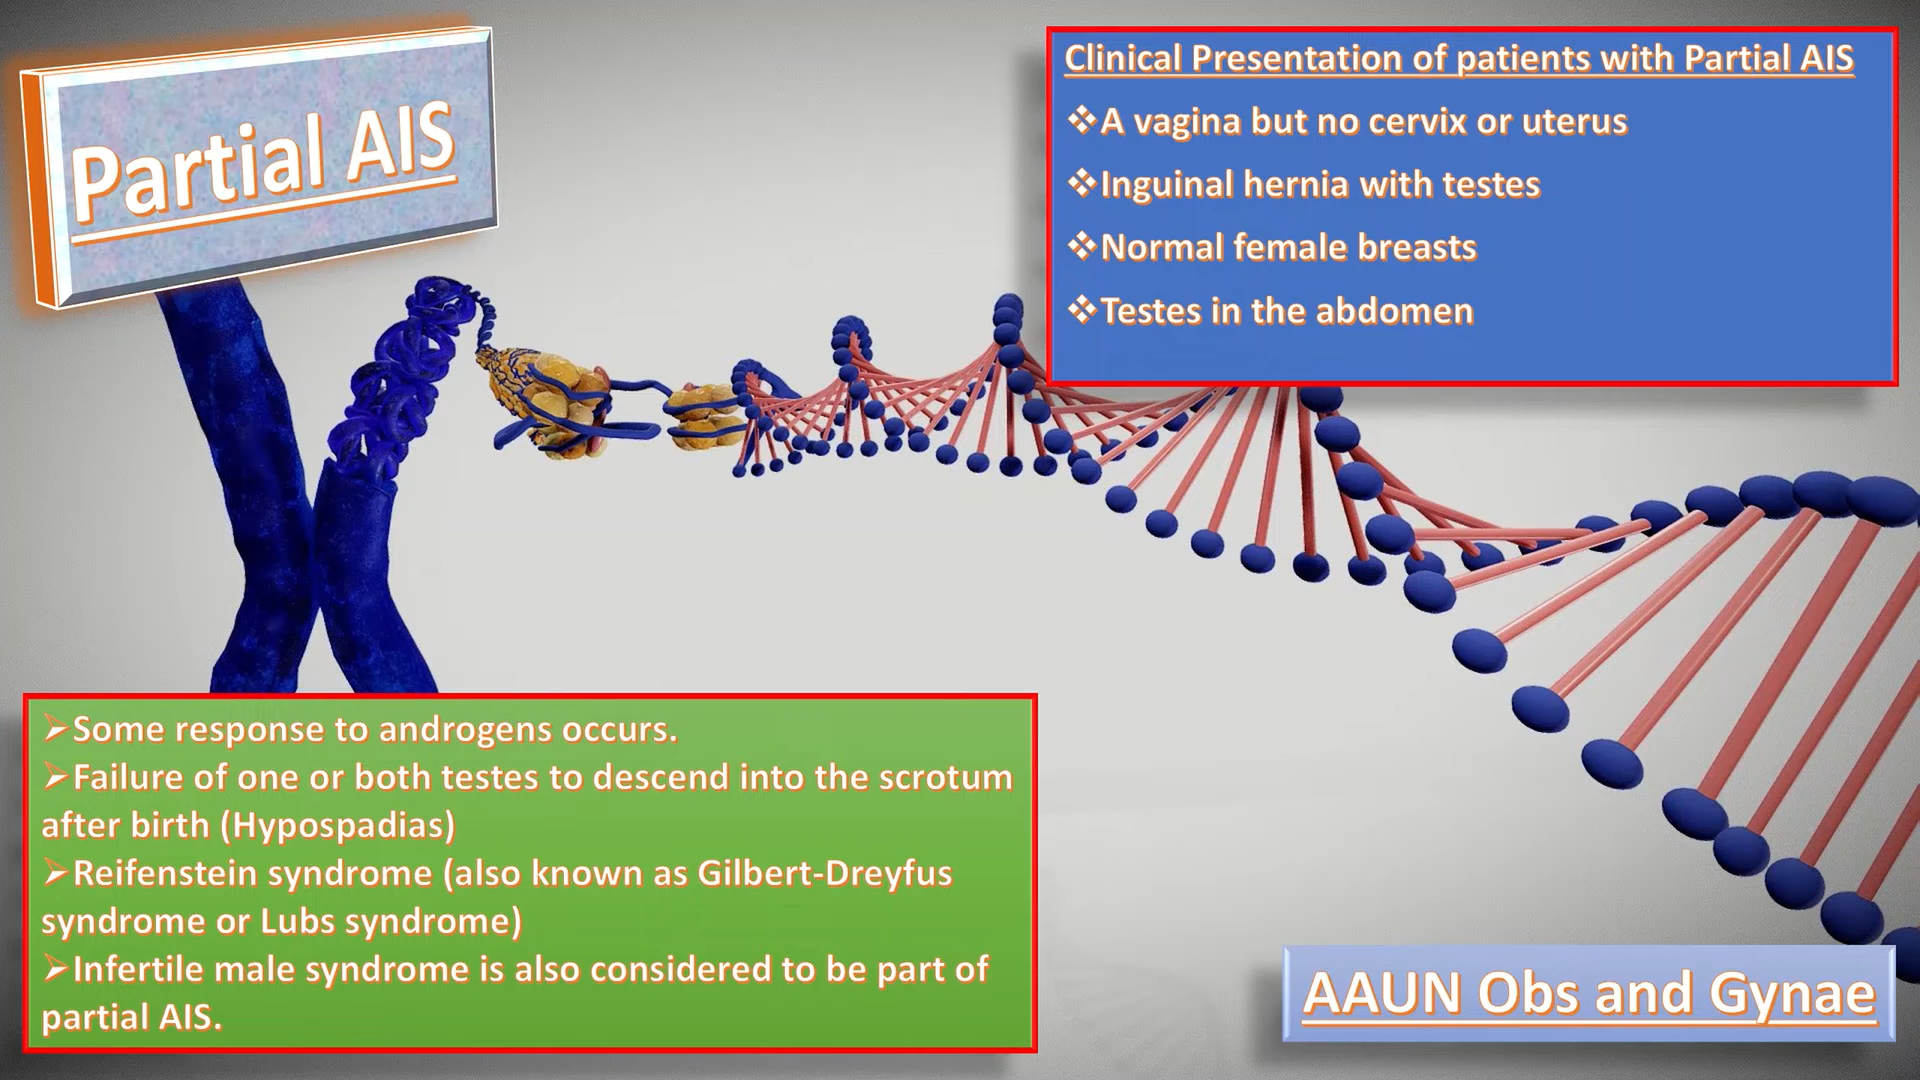 Partial AIS
Clinical Presentation of patients with Partial AIS
❖A vagina but no cervix or uterus
❖Inguinal hernia with testes
❖Normal female breasts
❖Testes in the abdomen
➢Some response to androgens occurs.
➢Failure of one or both testes to descend into the scrotum
after birth (Hypospadias)
➢Reifenstein syndrome (also known as Gilbert-Dreyfus
syndrome or Lubs syndrome)
➢Infertile male syndrome is also considered to be part of
partial AIS.
AAUN Obs and Gynae